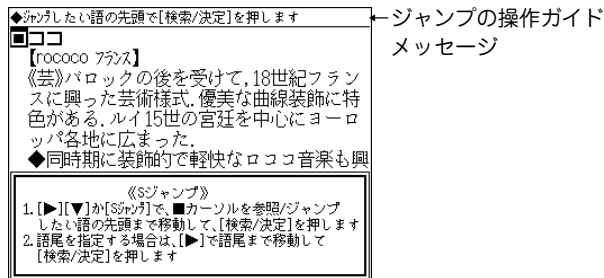 ◆ｼﾞｬﾝﾌﾟしたい語の先頭で[検索/決定]を押します
←ジャンプの操作ガイド
メッセージ
■ココ
【rococo ﾌﾗﾝｽ】
《芸》バロックの後を受けて,18世紀フラン
スに興った芸術様式.優美な曲線装飾に特
色がある.ルイ15世の宮廷を中心にヨーロ
ッパ各地に広まった.
◆同時期に装飾的で軽快なロココ音楽も興
《Sジャンプ》
1.[▶][▼]か[Sｼﾞｬﾝﾌﾟ]で､■カーソルを参照/ジャンプ
したい語の先頭まで移動して､[検索/決定]を押します
2.語尾を指定する場合は､[▶]で語尾まで移動して
[検索/決定]を押します